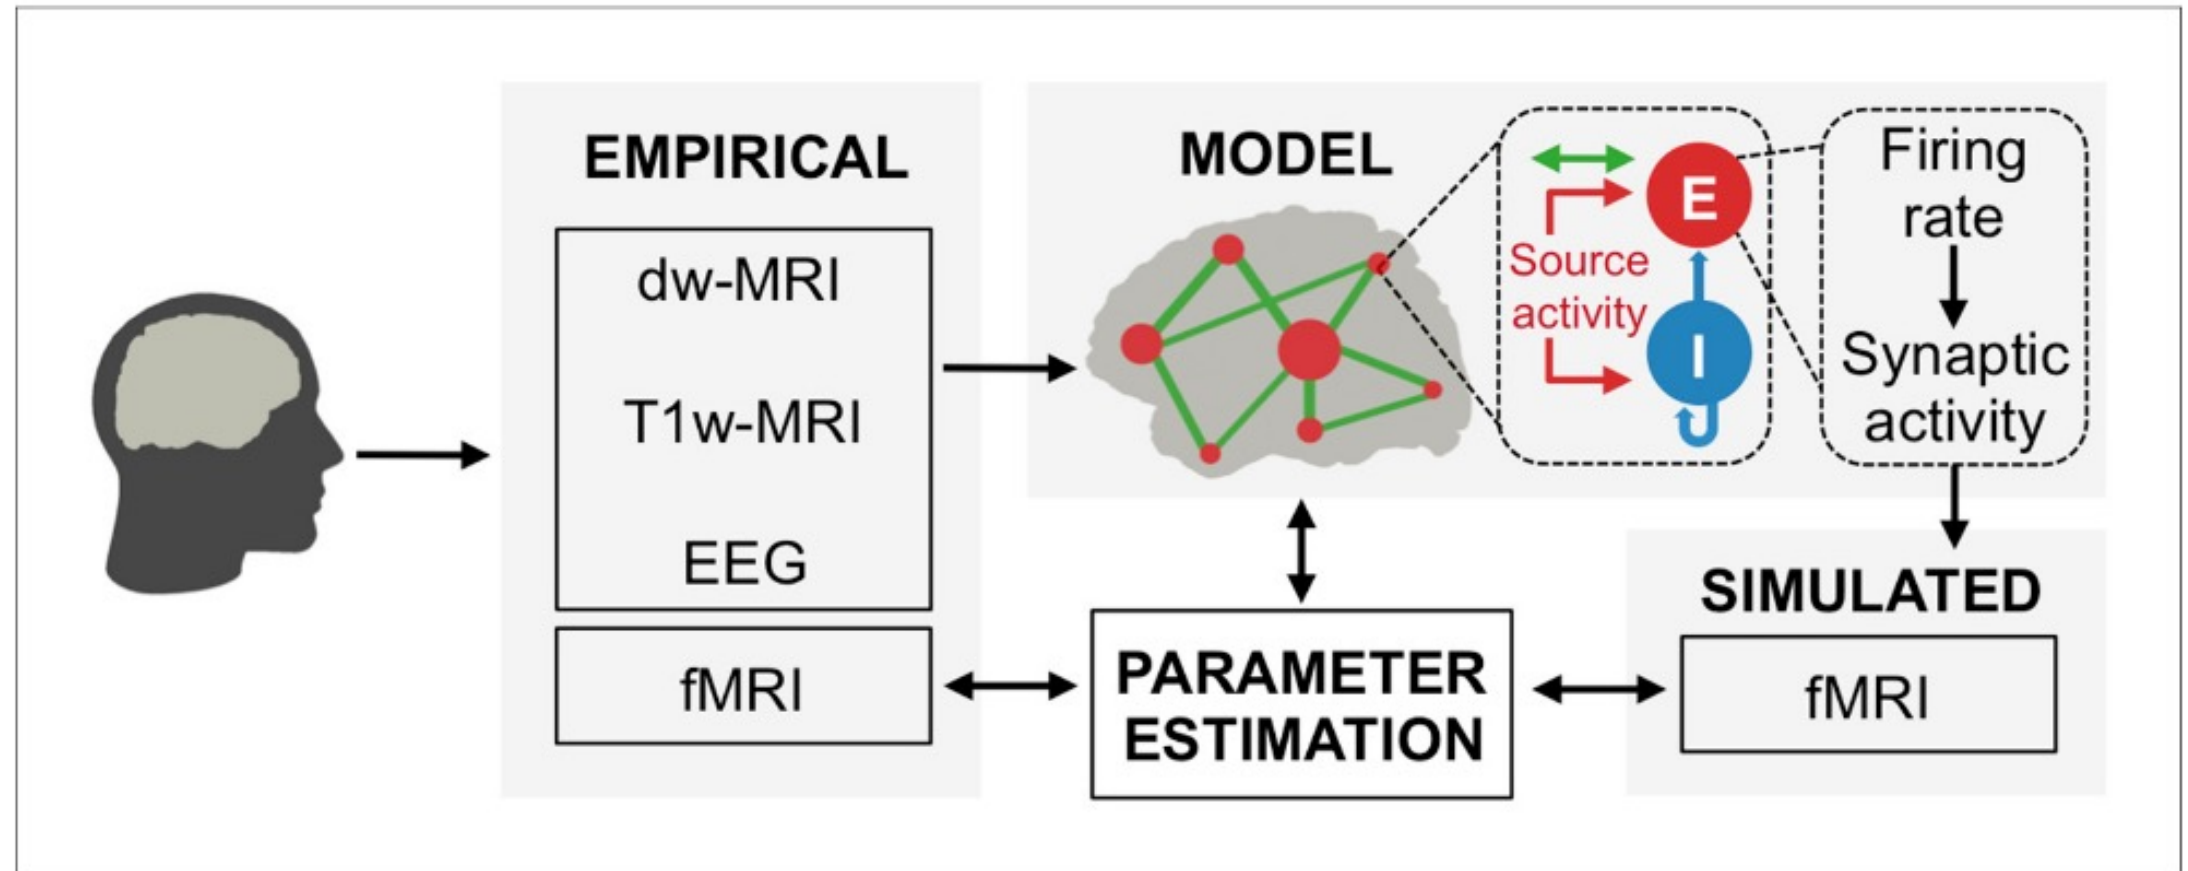 EMPIRICAL
dw-MRI
T1w-MRI
EEG
fMRI
MODEL
E
Source
activity
I
Firing
rate
Synaptic
activity
PARAMETER
ESTIMATION
SIMULATED
fMRI